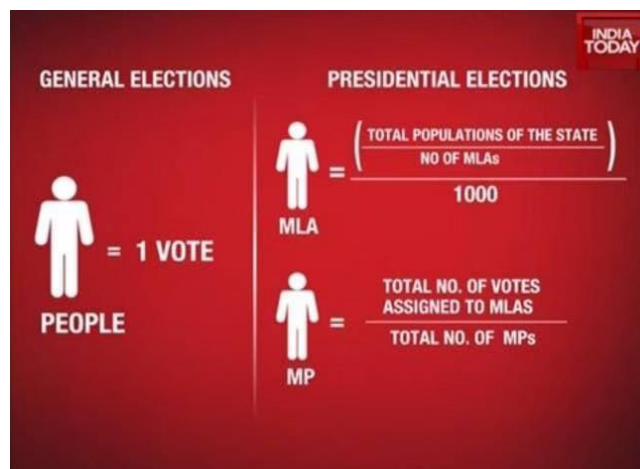 INDIA
TODAY
GENERAL ELECTIONS
= 1 VOTE
PEOPLE
PRESIDENTIAL ELECTIONS
MLA
=
( TOTAL POPULATIONS OF THE STATE
NO OF MLAs )
1000
MP
=
TOTAL NO. OF VOTES
ASSIGNED TO MLAS
TOTAL NO. OF MPs